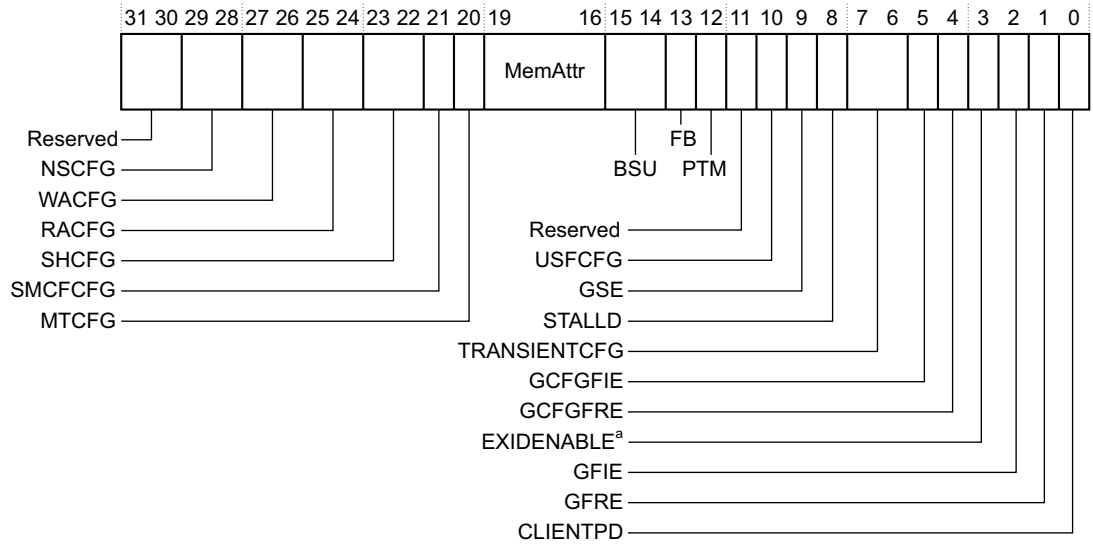 31 30 29 28 27 26 25 24 23 22 21 20 19 16 15 14 13 12 11 10 9 8 7 6 5 4 3 2 1 0
MemAttr
Reserved FB
NSCFG BSU PTM
WACFG
RACFG Reserved
SHCFG USFCFG
SMCFCFG GSE
MTCFG STALLD
TRANSIENTCFG
GCFGFIE
GCFGFRE
EXIDENABLEa
GFIE
GFRE
CLIENTPD